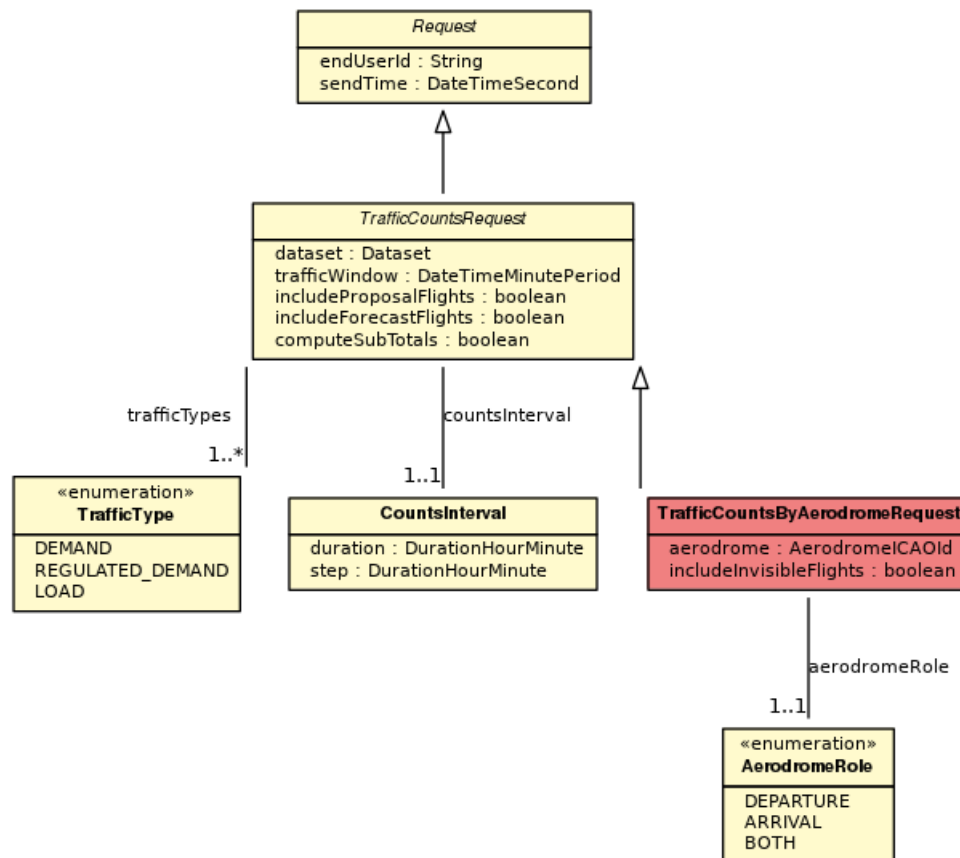 Request
endUserId : String
sendTime : DateTimeSecond
TrafficCountsRequest
dataset : Dataset
trafficWindow : DateTimeMinutePeriod
includeProposalFlights : boolean
includeForecastFlights : boolean
computeSubTotals : boolean
trafficTypes
1..*
countsInterval
1..1
«enumeration»
TrafficType
DEMAND
REGULATED_DEMAND
LOAD
CountsInterval
duration : DurationHourMinute
step : DurationHourMinute
TrafficCountsByAerodromeRequest
aerodrome : AerodromeICAOId
includeInvisibleFlights : boolean
aerodromeRole
1..1
«enumeration»
AerodromeRole
DEPARTURE
ARRIVAL
BOTH